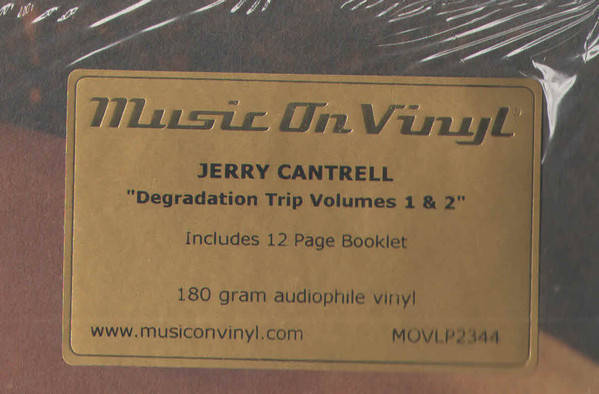 Music On Vinyl
JERRY CANTRELL
"Degradation Trip Volumes 1 & 2"
Includes 12 Page Booklet
180 gram audiophile vinyl
www.musiconvinyl.com MOVLP2344